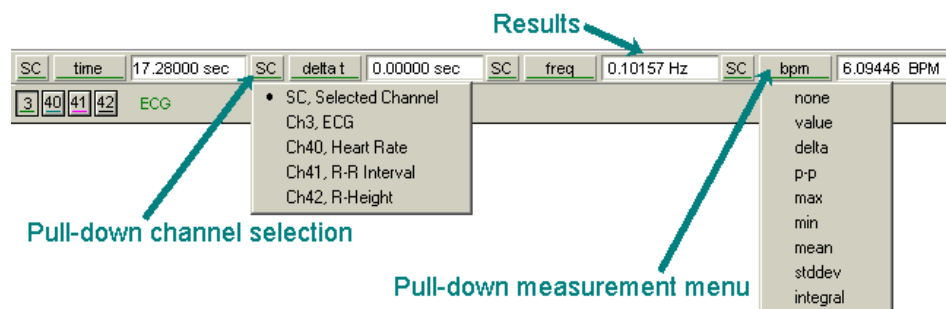 Results
SC time 17.28000 sec SC delta t 0.00000 sec SC freq 0.10157 Hz SC bpm 6.09446 BPM
3 40 41 42 ECG
• SC, Selected Channel
Ch3, ECG
Ch40, Heart Rate
Ch41, R-R Interval
Ch42, R-Height
none
value
delta
p-p
max
min
mean
stddev
integral
Pull-down channel selection
Pull-down measurement menu